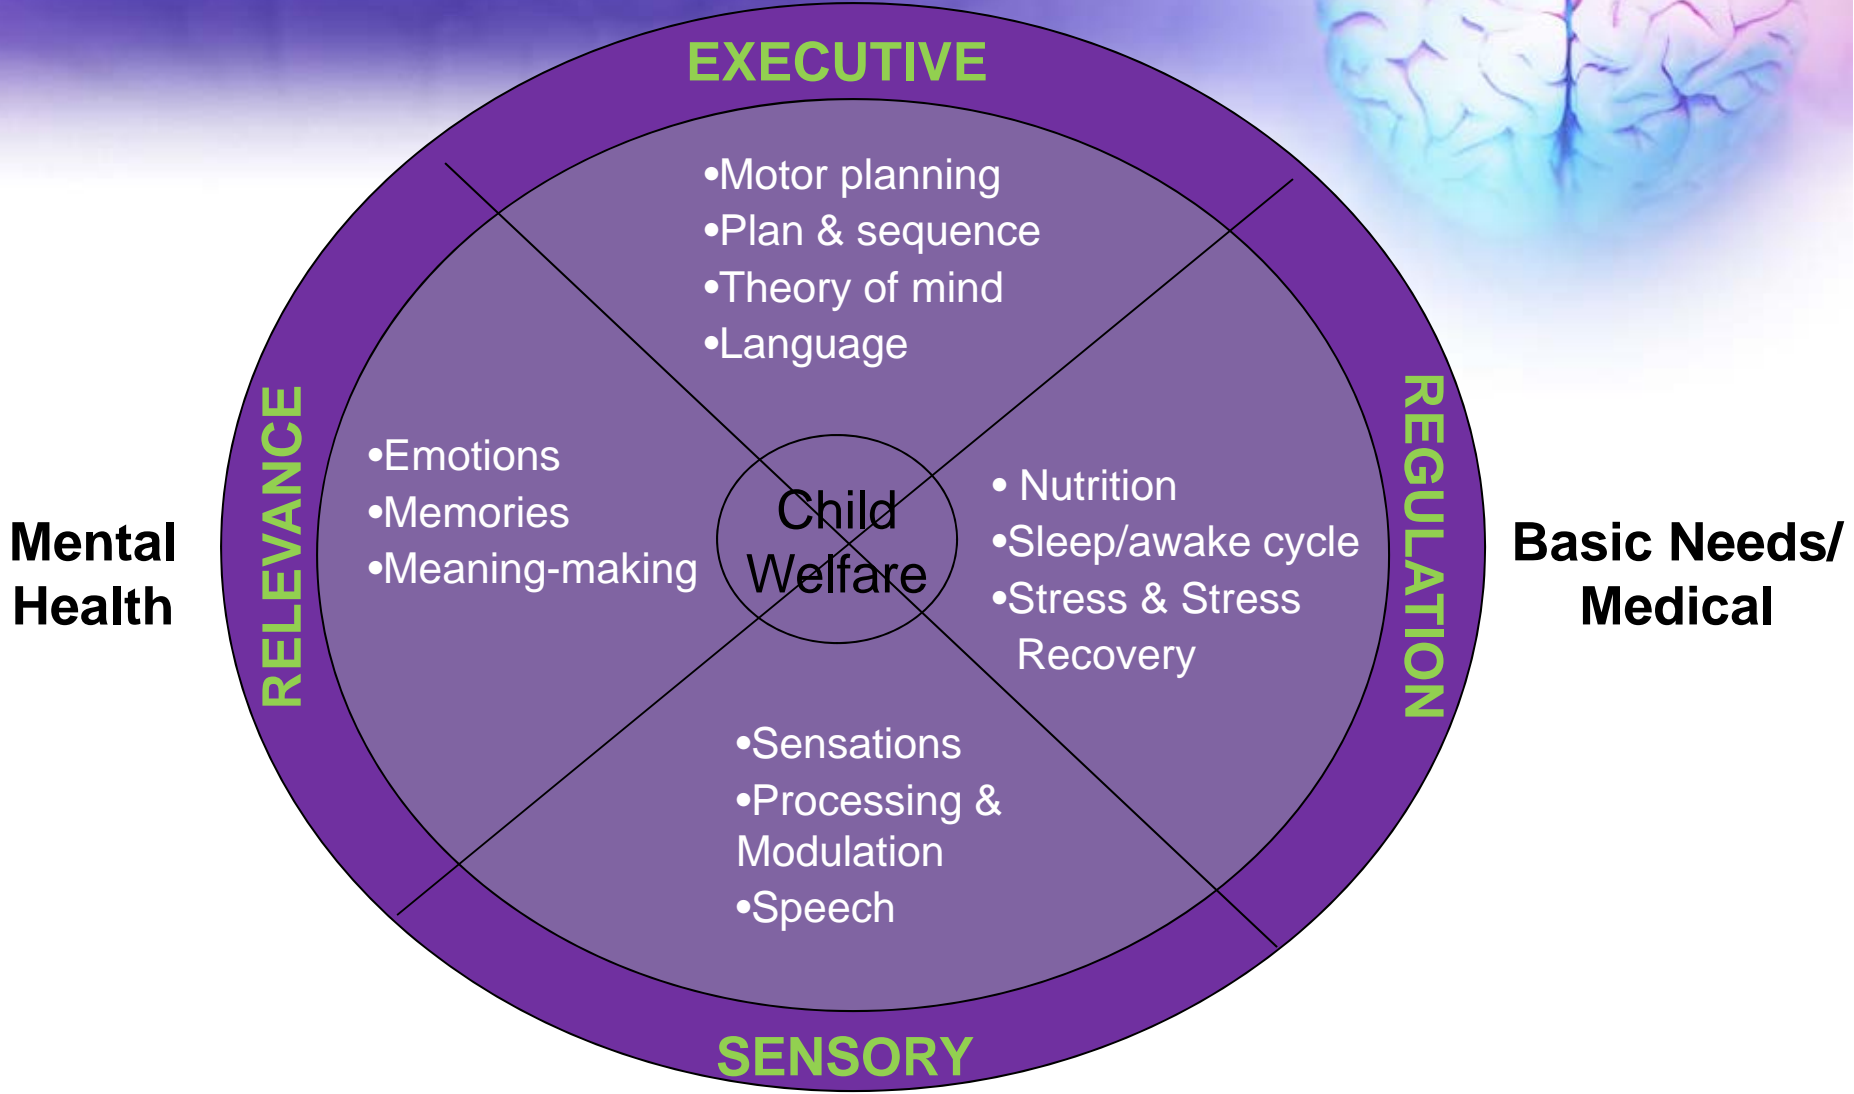 EXECUTIVE
•Motor planning
•Plan & sequence
•Theory of mind
•Language
RELEVANCE
•Emotions
•Memories
•Meaning-making
Mental
Health
Child
Welfare
REGULATION
• Nutrition
•Sleep/awake cycle
•Stress & Stress
Recovery
Basic Needs/
Medical
•Sensations
•Processing &
Modulation
•Speech
SENSORY